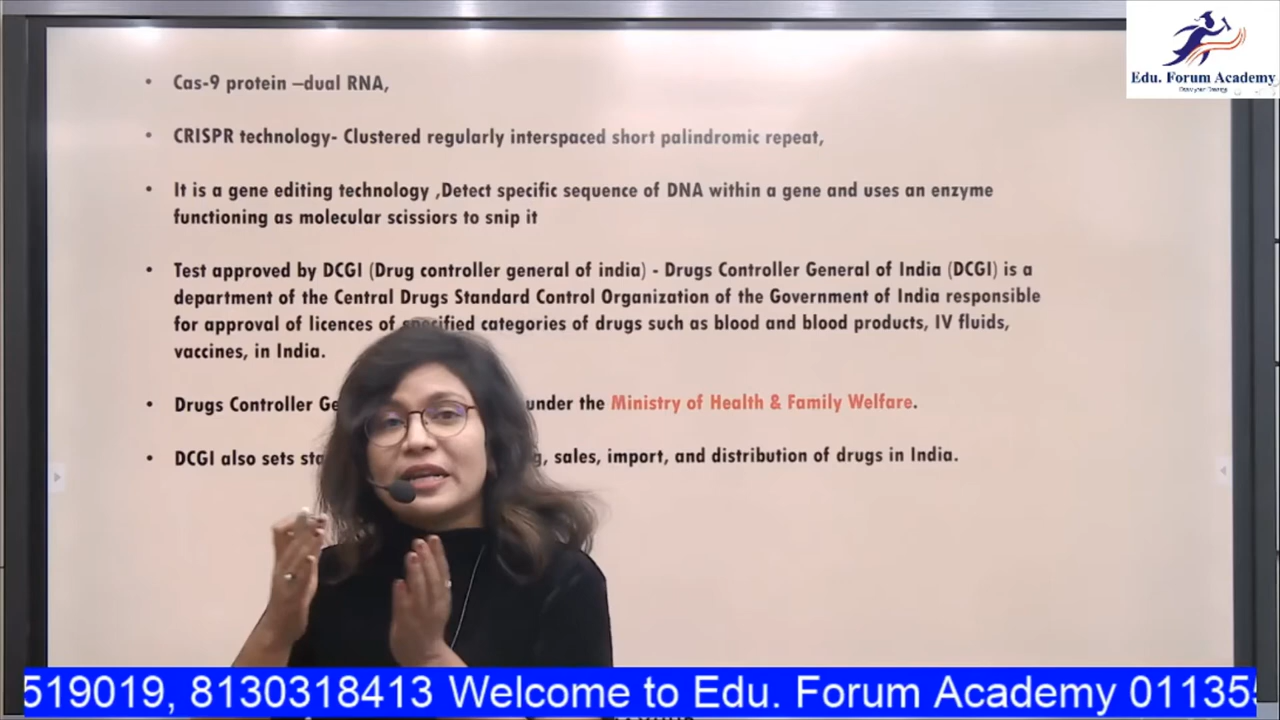 Edu. Forum Academy
Cas-9 protein –dual RNA,
CRISPR technology- Clustered regularly interspaced short palindromic repeat,
It is a gene editing technology ,Detect specific sequence of DNA within a gene and uses an enzyme
functioning as molecular scissiors to snip it
Test approved by DCGI (Drug controller general of india) - Drugs Controller General of India (DCGI) is a
department of the Central Drugs Standard Control Organization of the Government of India responsible
for approval of licences of specified categories of drugs such as blood and blood products, IV fluids,
vaccines, in India.
Drugs Controller under the Ministry of Health & Family Welfare.
DCGI also sets sales, import, and distribution of drugs in India.
519019, 8130318413 Welcome to Edu. Forum Academy 01135